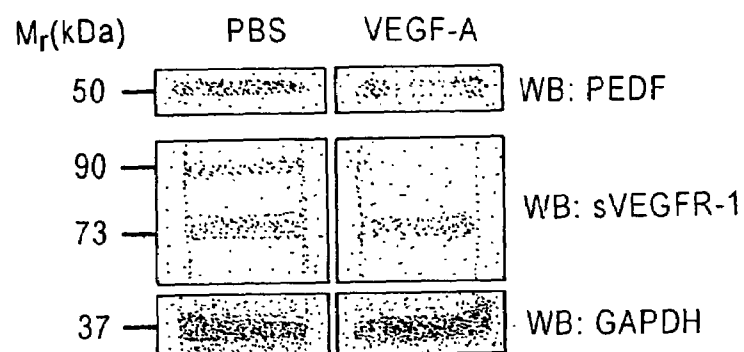 Mr(kDa) PBS VEGF-A
50 WB: PEDF
90
WB: sVEGFR-1
73
37 WB: GAPDH